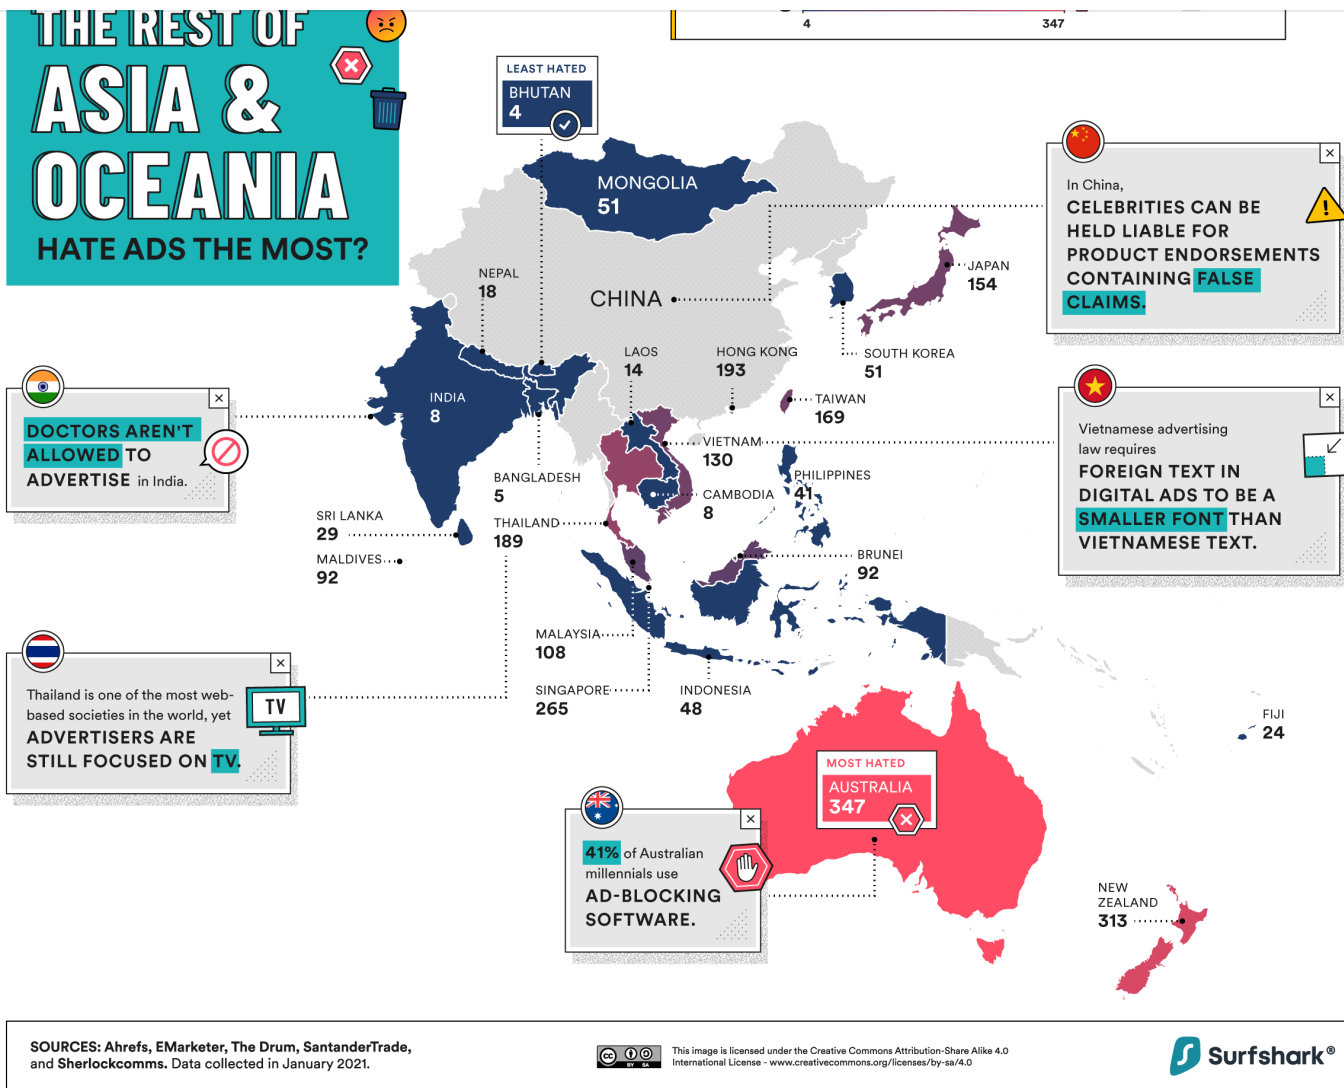 THE REST OF
ASIA &
OCEANIA
HATE ADS THE MOST?
4
347
LEAST HATED
BHUTAN
4
MONGOLIA
51
In China,
CELEBRITIES CAN BE
HELD LIABLE FOR
PRODUCT ENDORSEMENTS
CONTAINING FALSE
CLAIMS.
NEPAL
18
CHINA
JAPAN
154
LAOS
14
HONG KONG
193
SOUTH KOREA
51
INDIA
8
TAIWAN
169
DOCTORS AREN'T
ALLOWED TO
ADVERTISE in India.
VIETNAM
130
Vietnamese advertising
law requires
FOREIGN TEXT IN
DIGITAL ADS TO BE A
SMALLER FONT THAN
VIETNAMESE TEXT.
BANGLADESH
5
PHILIPPINES
41
CAMBODIA
8
SRI LANKA
29
THAILAND
189
MALDIVES
92
BRUNEI
92
MALAYSIA
108
SINGAPORE
265
INDONESIA
48
Thailand is one of the most web-
based societies in the world, yet
ADVERTISERS ARE
STILL FOCUSED ON TV.
TV
FIJI
24
MOST HATED
AUSTRALIA
347
41% of Australian
millennials use
AD-BLOCKING
SOFTWARE.
NEW
ZEALAND
313
SOURCES: Ahrefs, EMarketer, The Drum, SantanderTrade,
and Sherlockcomms. Data collected in January 2021.
cc
BY SA
This image is licensed under the Creative Commons Attribution-Share Alike 4.0
International License - www.creativecommons.org/licenses/by-sa/4.0
Surfshark®